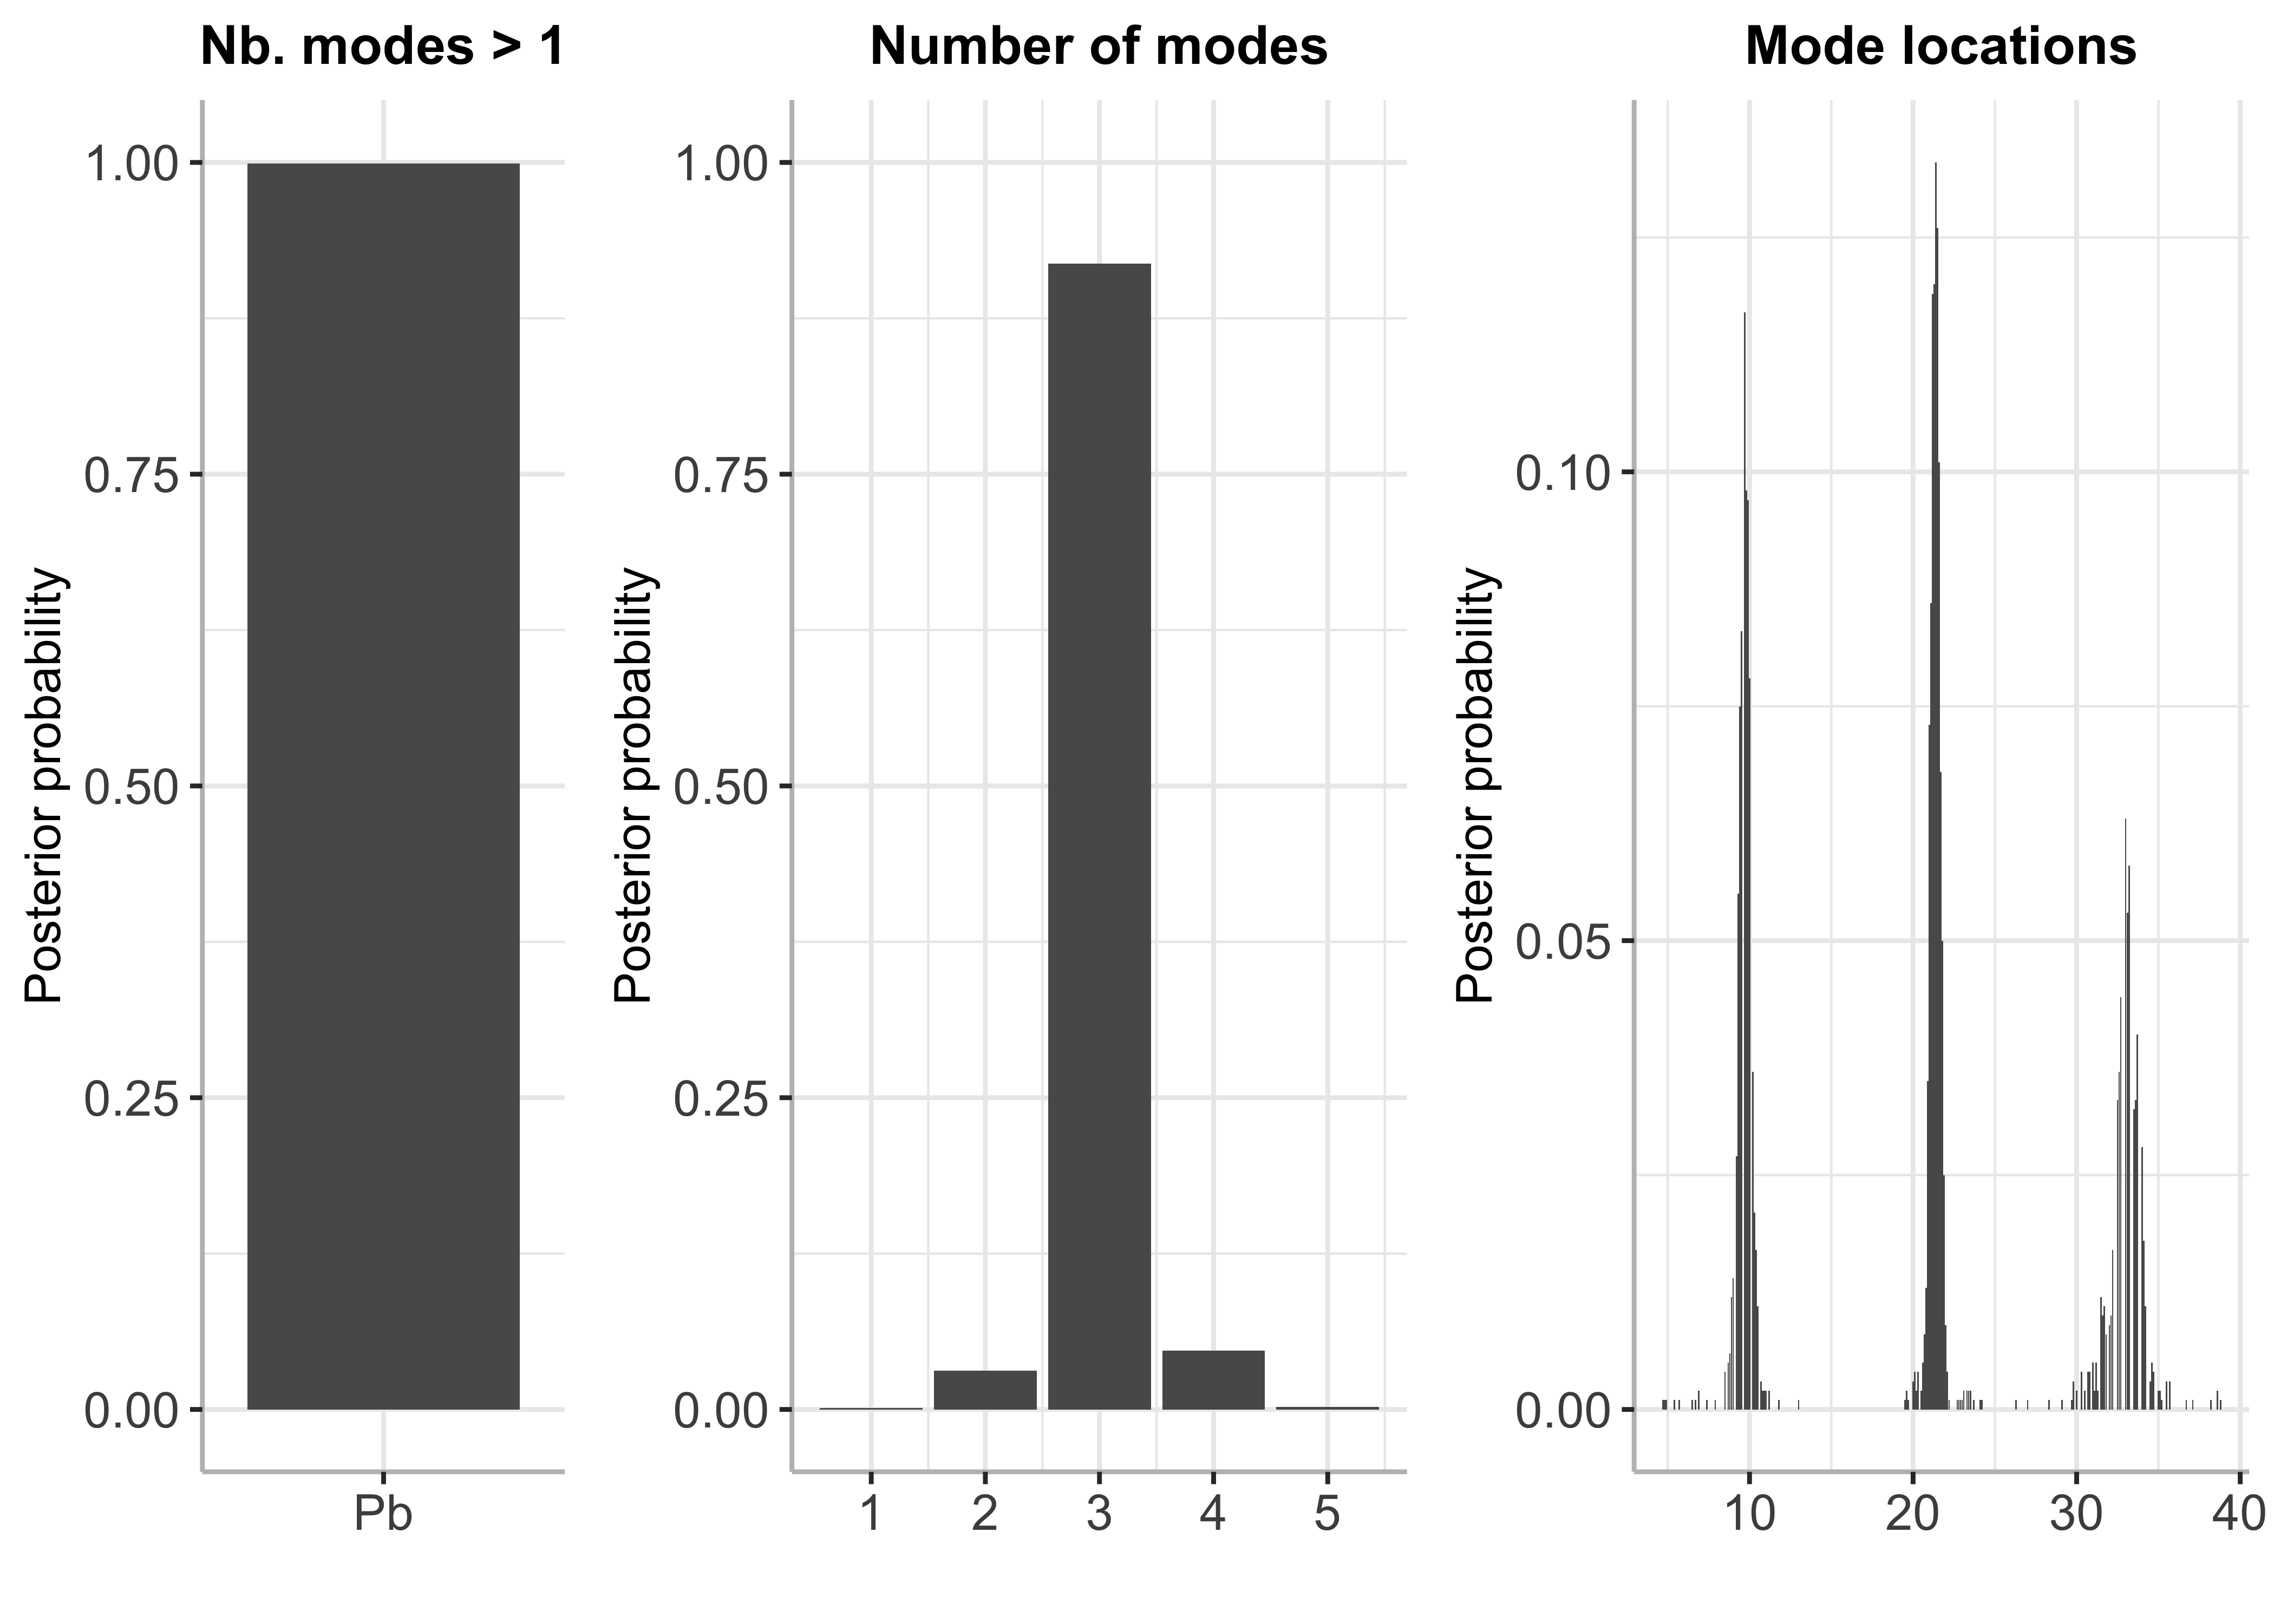 Nb. modes > 1
Number of modes
Mode locations
Posterior probability
1.00
0.75
0.50
0.25
0.00
Pb
Posterior probability
1.00
0.75
0.50
0.25
0.00
1 2 3 4 5
Posterior probability
0.10
0.05
0.00
10 20 30 40